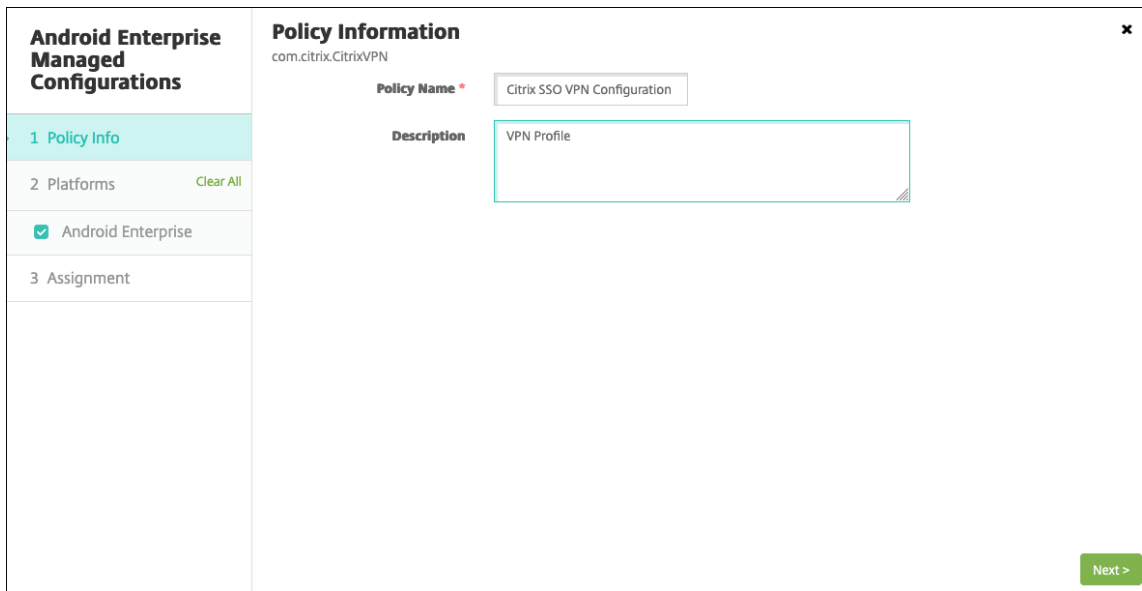 Android Enterprise
Managed
Configurations
1 Policy Info
2 Platforms
Clear All
Android Enterprise
3 Assignment
Policy Information
com.citrix.CitrixVPN
Policy Name *
Citrix SSO VPN Configuration
Description
VPN Profile
Next >